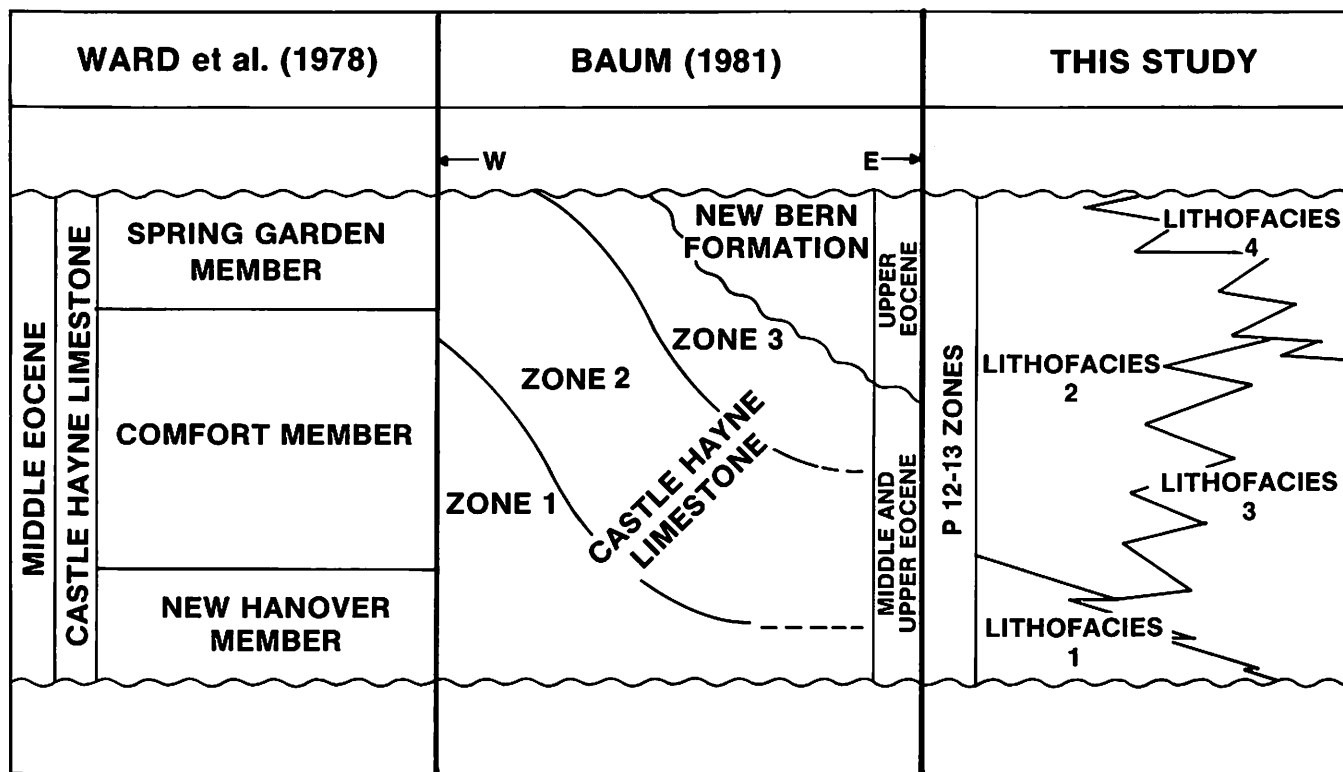 WARD et al. (1978)
BAUM (1981)
THIS STUDY
W
E
MIDDLE EOCENE
CASTLE HAYNE LIMESTONE
SPRING GARDEN
MEMBER
COMFORT MEMBER
NEW HANOVER
MEMBER
NEW BERN
FORMATION
ZONE 3
ZONE 2
ZONE 1
CASTLE HAYNE
LIMESTONE
UPPER
EOCENE
MIDDLE AND
UPPER EOCENE
P 12-13 ZONES
LITHOFACIES
4
LITHOFACIES
2
LITHOFACIES
3
LITHOFACIES
1